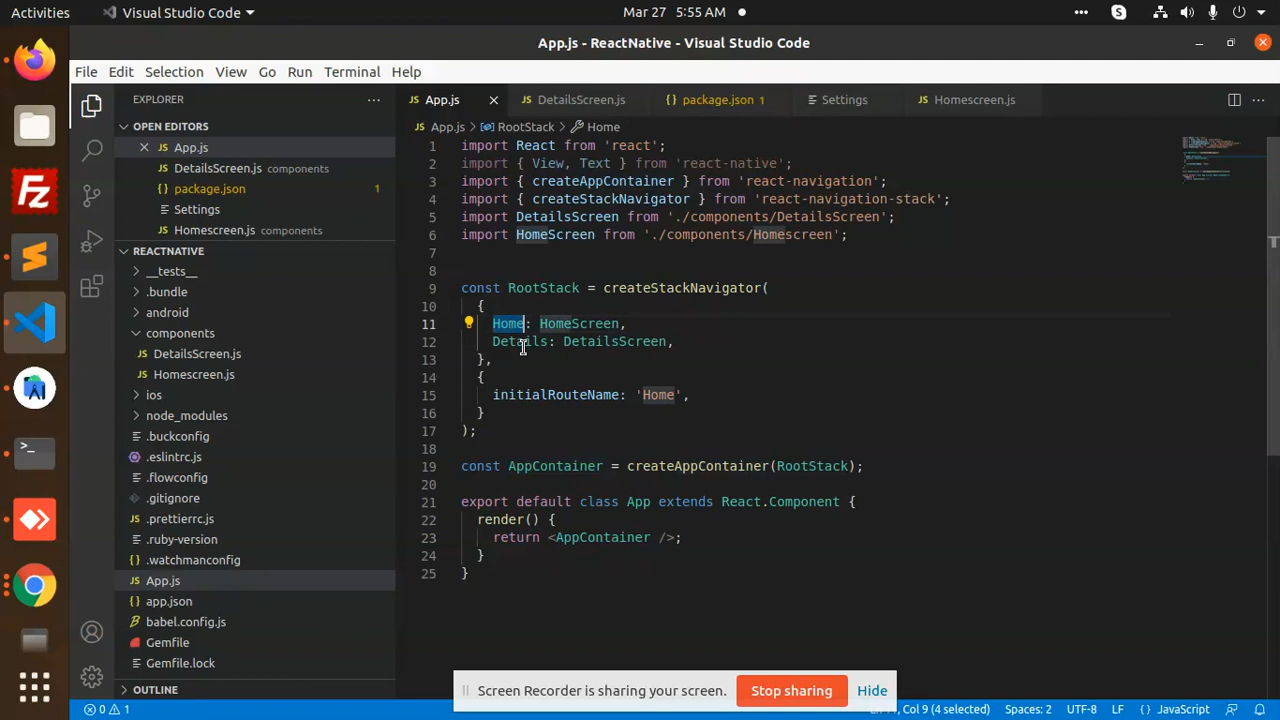 Activities
Visual Studio Code
Mar 27 5:55 AM
App.js - ReactNative - Visual Studio Code
File Edit Selection View Go Run Terminal Help
EXPLORER
OPEN EDITORS
App.js
DetailsScreen.js components
package.json 1
Settings
Homescreen.js components
REACTNATIVE
__tests__
.bundle
android
components
DetailsScreen.js
Homescreen.js
ios
node_modules
.buckconfig
.eslintrc.js
.flowconfig
.gitignore
.prettierrc.js
.ruby-version
.watchmanconfig
App.js
app.json
babel.config.js
Gemfile
Gemfile.lock
OUTLINE
App.js DetailsScreen.js package.json 1 Settings Homescreen.js
App.js > RootStack > Home
1 import React from 'react';
2 import { View, Text } from 'react-native';
3 import { createAppContainer } from 'react-navigation';
4 import { createStackNavigator } from 'react-navigation-stack';
5 import DetailsScreen from './components/DetailsScreen';
6 import HomeScreen from './components/Homescreen';
7
8
9 const RootStack = createStackNavigator(
10 {
11 Home: HomeScreen,
12 Details: DetailsScreen,
13 },
14 {
15 initialRouteName: 'Home',
16 }
17 );
18
19 const AppContainer = createAppContainer(RootStack);
20
21 export default class App extends React.Component {
22 render() {
23 return <AppContainer />;
24 }
25 }
Screen Recorder is sharing your screen. Stop sharing Hide
0 1
Col 9 (4 selected) Spaces: 2 UTF-8 LF {} JavaScript